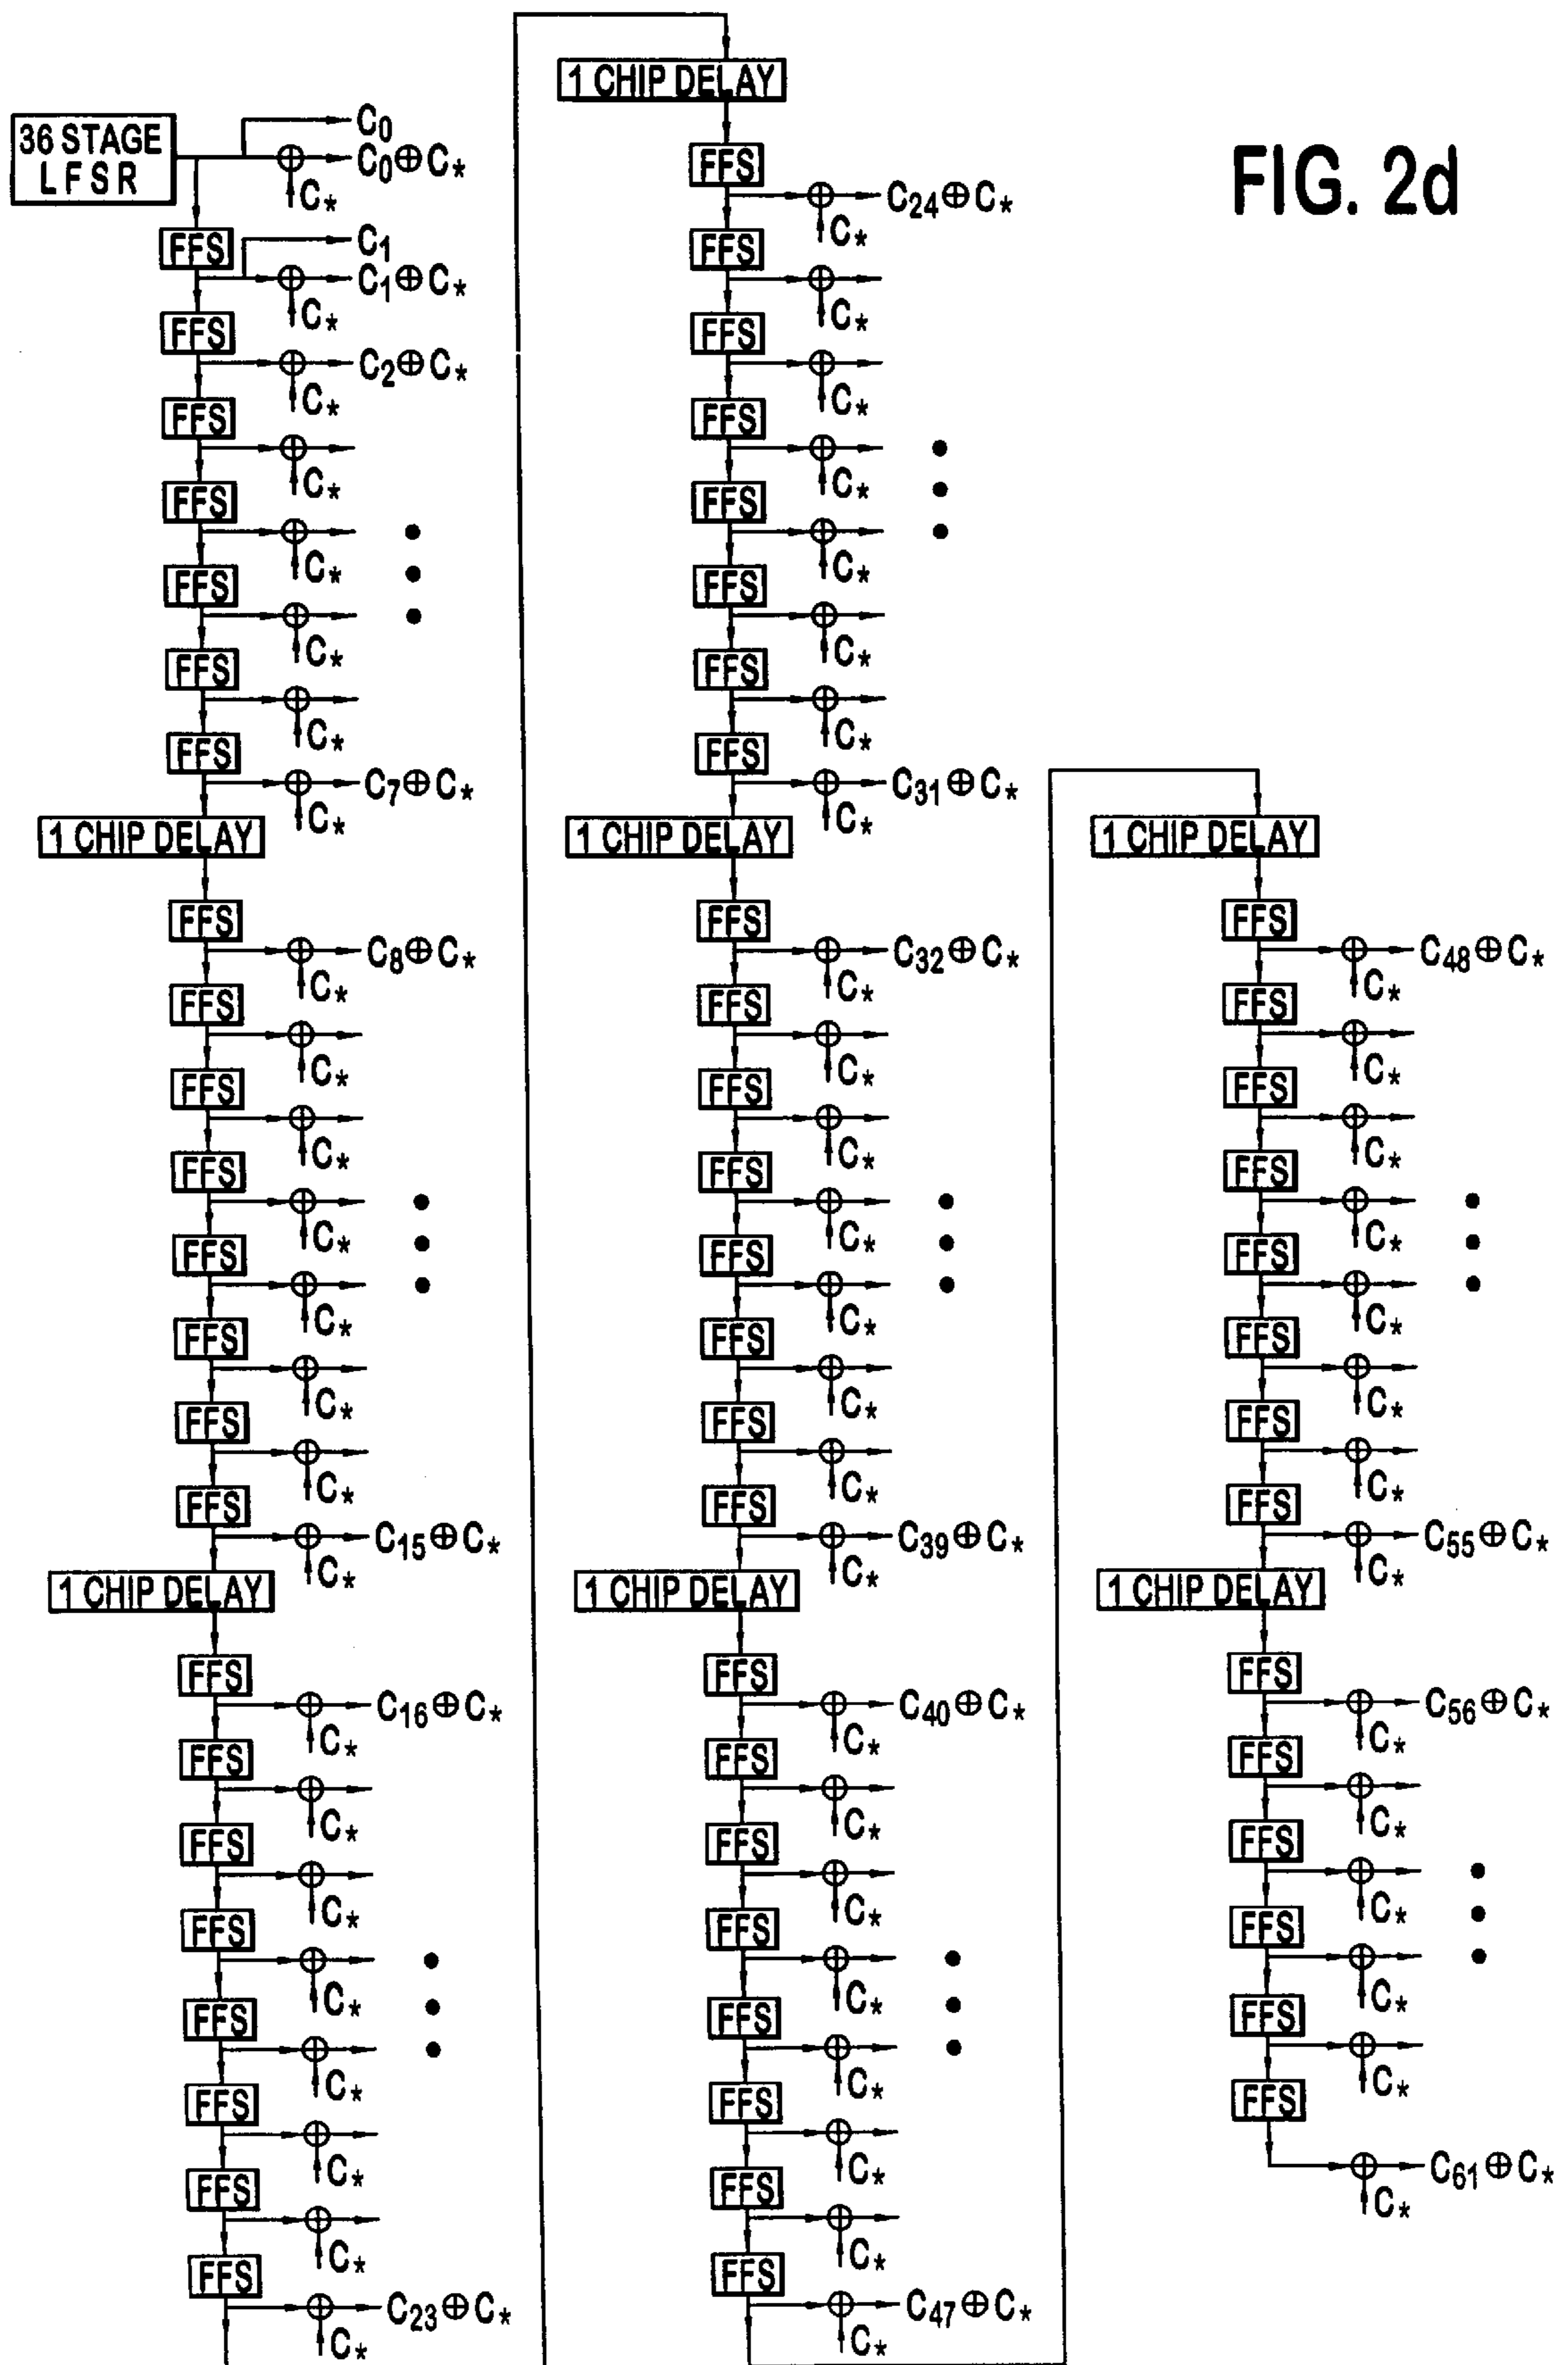 FIG. 2d
36 STAGE
LFSR
C₀
C₀⊕C*
C*
FFS
C₁
C₁⊕C*
C*
FFS
C₂⊕C*
C*
FFS
C*
FFS
C*
FFS
C*
FFS
C*
FFS
C₇⊕C*
C*
1 CHIP DELAY
FFS
C₈⊕C*
C*
FFS
C*
FFS
C*
FFS
C*
FFS
C*
FFS
C*
FFS
C*
FFS
C₁₅⊕C*
C*
1 CHIP DELAY
FFS
C₁₆⊕C*
C*
FFS
C*
FFS
C*
FFS
C*
FFS
C*
FFS
C*
FFS
C*
FFS
C₂₃⊕C*
C*
1 CHIP DELAY
FFS
C₂₄⊕C*
C*
FFS
C*
FFS
C*
FFS
C*
FFS
C*
FFS
C*
FFS
C*
FFS
C₃₁⊕C*
C*
1 CHIP DELAY
FFS
C₃₂⊕C*
C*
FFS
C*
FFS
C*
FFS
C*
FFS
C*
FFS
C*
FFS
C*
FFS
C₃₉⊕C*
C*
1 CHIP DELAY
FFS
C₄₀⊕C*
C*
FFS
C*
FFS
C*
FFS
C*
FFS
C*
FFS
C*
FFS
C*
FFS
C₄₇⊕C*
C*
1 CHIP DELAY
FFS
C₄₈⊕C*
C*
FFS
C*
FFS
C*
FFS
C*
FFS
C*
FFS
C*
FFS
C*
FFS
C₅₅⊕C*
C*
1 CHIP DELAY
FFS
C₅₆⊕C*
C*
FFS
C*
FFS
C*
FFS
C*
FFS
C*
FFS
C₆₁⊕C*
C*